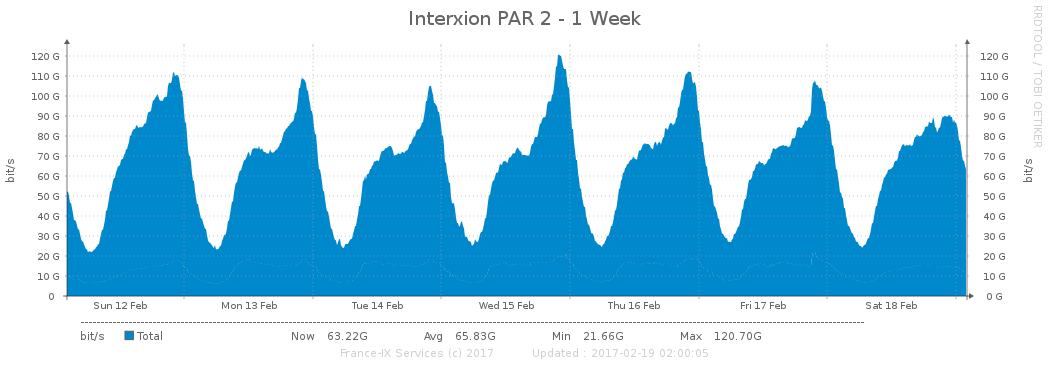 Interxion PAR 2 - 1 Week
RRDTOOL / TOBI OETIKER
bit/s
120 G
110 G
100 G
90 G
80 G
70 G
60 G
50 G
40 G
30 G
20 G
10 G
0
120 G
110 G
100 G
90 G
80 G
70 G
60 G
50 G
40 G
30 G
20 G
10 G
0 G
bit/s
Sun 12 Feb Mon 13 Feb Tue 14 Feb Wed 15 Feb Thu 16 Feb Fri 17 Feb Sat 18 Feb
bit/s Total Now 63.22G Avg 65.83G Min 21.66G Max 120.70G
France-IX Services (c) 2017 Updated : 2017-02-19 02:00:05